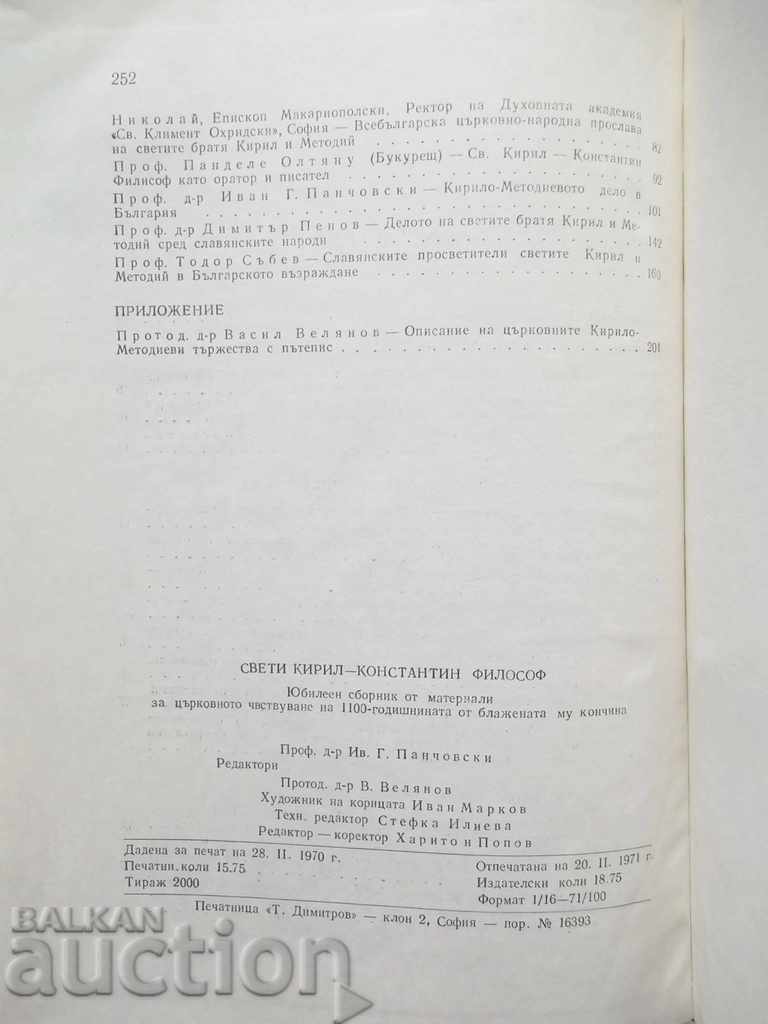 252
Николай, Епископ Макариополски, Ректор на Духовната академия
«Св. Климент Охридски», София — Всебългарска църковно-народна прослава
на светите братя Кирил и Методий 82
Проф. Панделе Олтяну (Букурещ) — Св. Кирил — Константин
Филисоф като оратор и писател 92
Проф. д-р Иван Г. Панчовски — Кирило-Методиевото дело в
България 101
Проф. д-р Димитър Пенов — Делото на светите братя Кирил и Ме-
тодий сред славянските народи 142
Проф. Тодор Събев — Славянските просветители светите Кирил и
Методий в Българското възраждане 160
ПРИЛОЖЕНИЕ
Протод. д-р Васил Велянов — Описание на църковните Кирило-
Методиеви тържества с пътепис 201
СВЕТИ КИРИЛ—КОНСТАНТИН ФИЛОСОФ
Юбилеен сборник от материали
за църковното чвствуване на 1100-годишнината от блажената му кончина
Проф. д-р Ив. Г. Панчовски
Редактори
Протод. д-р В. Велянов
Художник на корицата Иван Марков
Техн. редактор Стефка Илиева
Редактор — коректор Харитон Попов
Дадена за печат на 28. II. 1970 г. Отпечатана на 20. II. 1971 г.
Печатни коли 15.75 Издателски коли 18.75
Тираж 2000 Формат 1/16—71/100
Печатница «Т. Димитров» — клон 2, София — пор. № 16393
BALKAN
auction